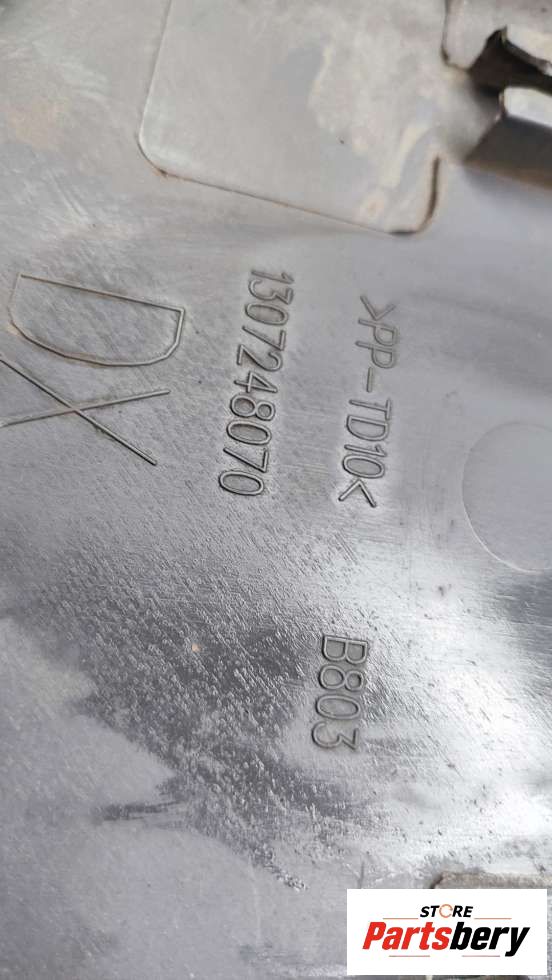 >PP-TD10<
1307248070
DX
B803
STORE
Partsbery